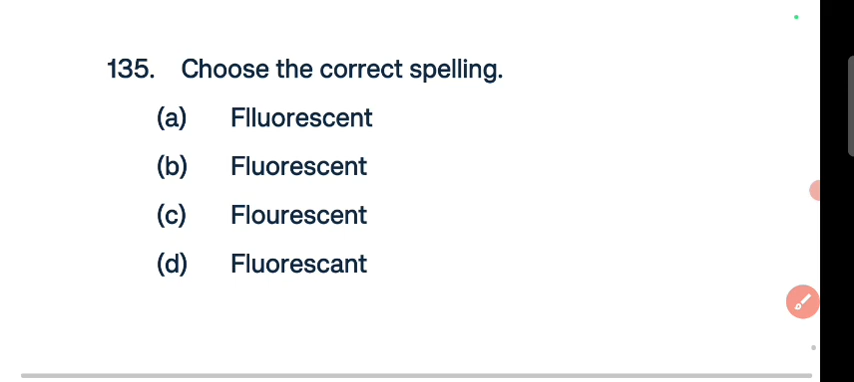 135. Choose the correct spelling.
(a) Flluorescent
(b) Fluorescent
(c) Flourescent
(d) Fluorescant